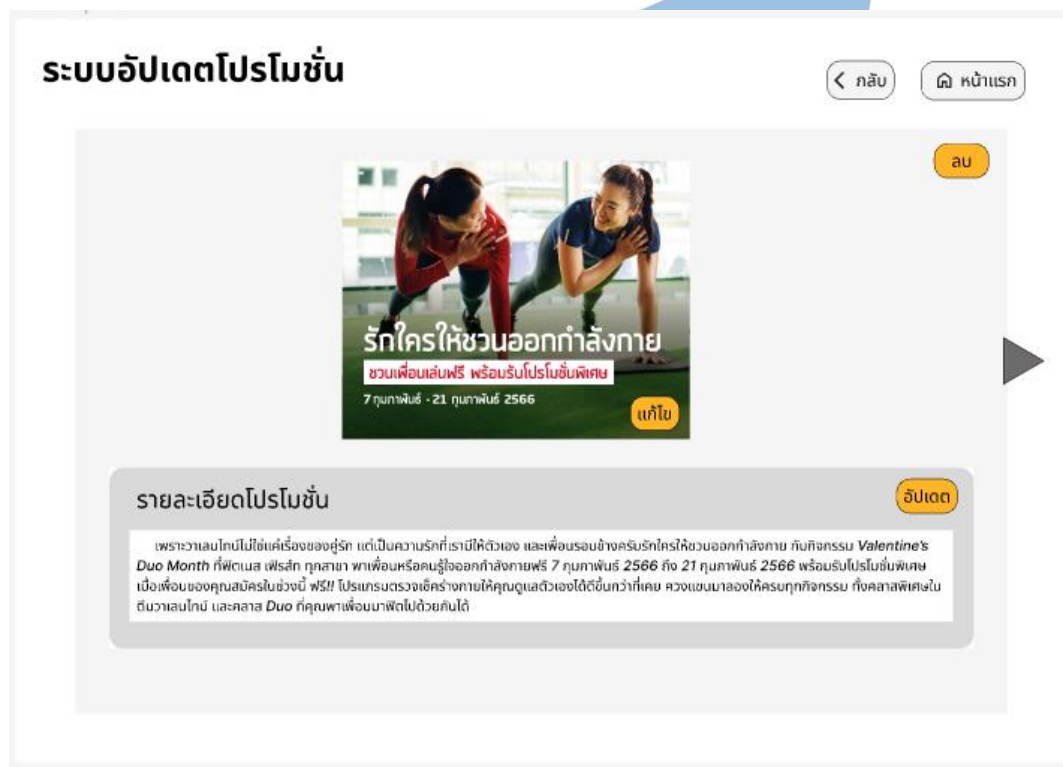 ระบบอัปเดตโปรโมชั่น
กลับ
หน้าแรก
ลบ
รักใครให้ชวนออกกำลังกาย
ชวนเพื่อนเล่นฟรี พร้อมรับโปรโมชั่นพิเศษ
7 กุมภาพันธ์ - 21 กุมภาพันธ์ 2566
แก้ไข
รายละเอียดโปรโมชั่น
อัปเดต
เพราะวาเลนไทน์ไม่ใช่แค่เรื่องของคู่รัก แต่เป็นความรักที่เรามีให้ตัวเอง และเพื่อนรอบข้างครับรักใครให้ชวนออกกำลังกาย กับกิจกรรม Valentine's
Duo Month ที่ฟิตเนส เฟิรส์ท ทุกสาขา พาเพื่อนหรือคนรู้ใจออกกำลังกายฟรี 7 กุมภาพันธ์ 2566 ถึง 21 กุมภาพันธ์ 2566 พร้อมรับโปรโมชั่นพิเศษ
เมื่อเพื่อนของคุณสมัครในช่วงนี้ ฟรี!! โปรแกรมตรวจเช็คร่างกายให้คุณดูแลตัวเองได้ดีขึ้นกว่าที่เคย ควงแขนมาลองให้ครบทุกกิจกรรม ทั้งคลาสพิเศษใน
ธีมวาเลนไทน์ และคลาส Duo ที่คุณพาเพื่อนมาฟิตไปด้วยกันได้